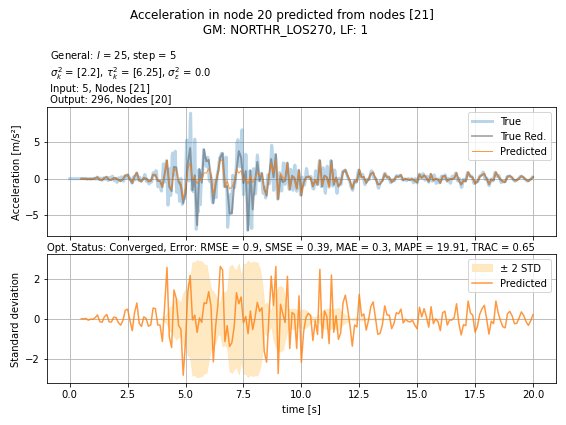 Acceleration in node 20 predicted from nodes [21]
GM: NORTHR_LOS270, LF: 1
General: l = 25, step = 5
σ²ₖ = [2.2], τ²ₖ = [6.25], σ²ε = 0.0
Input: 5, Nodes [21]
Output: 296, Nodes [20]
Acceleration [m/s²]
5
0
−5
True
True Red.
Predicted
Opt. Status: Converged, Error: RMSE = 0.9, SMSE = 0.39, MAE = 0.3, MAPE = 19.91, TRAC = 0.65
Standard deviation
2
0
−2
± 2 STD
Predicted
0.0 2.5 5.0 7.5 10.0 12.5 15.0 17.5 20.0
time [s]